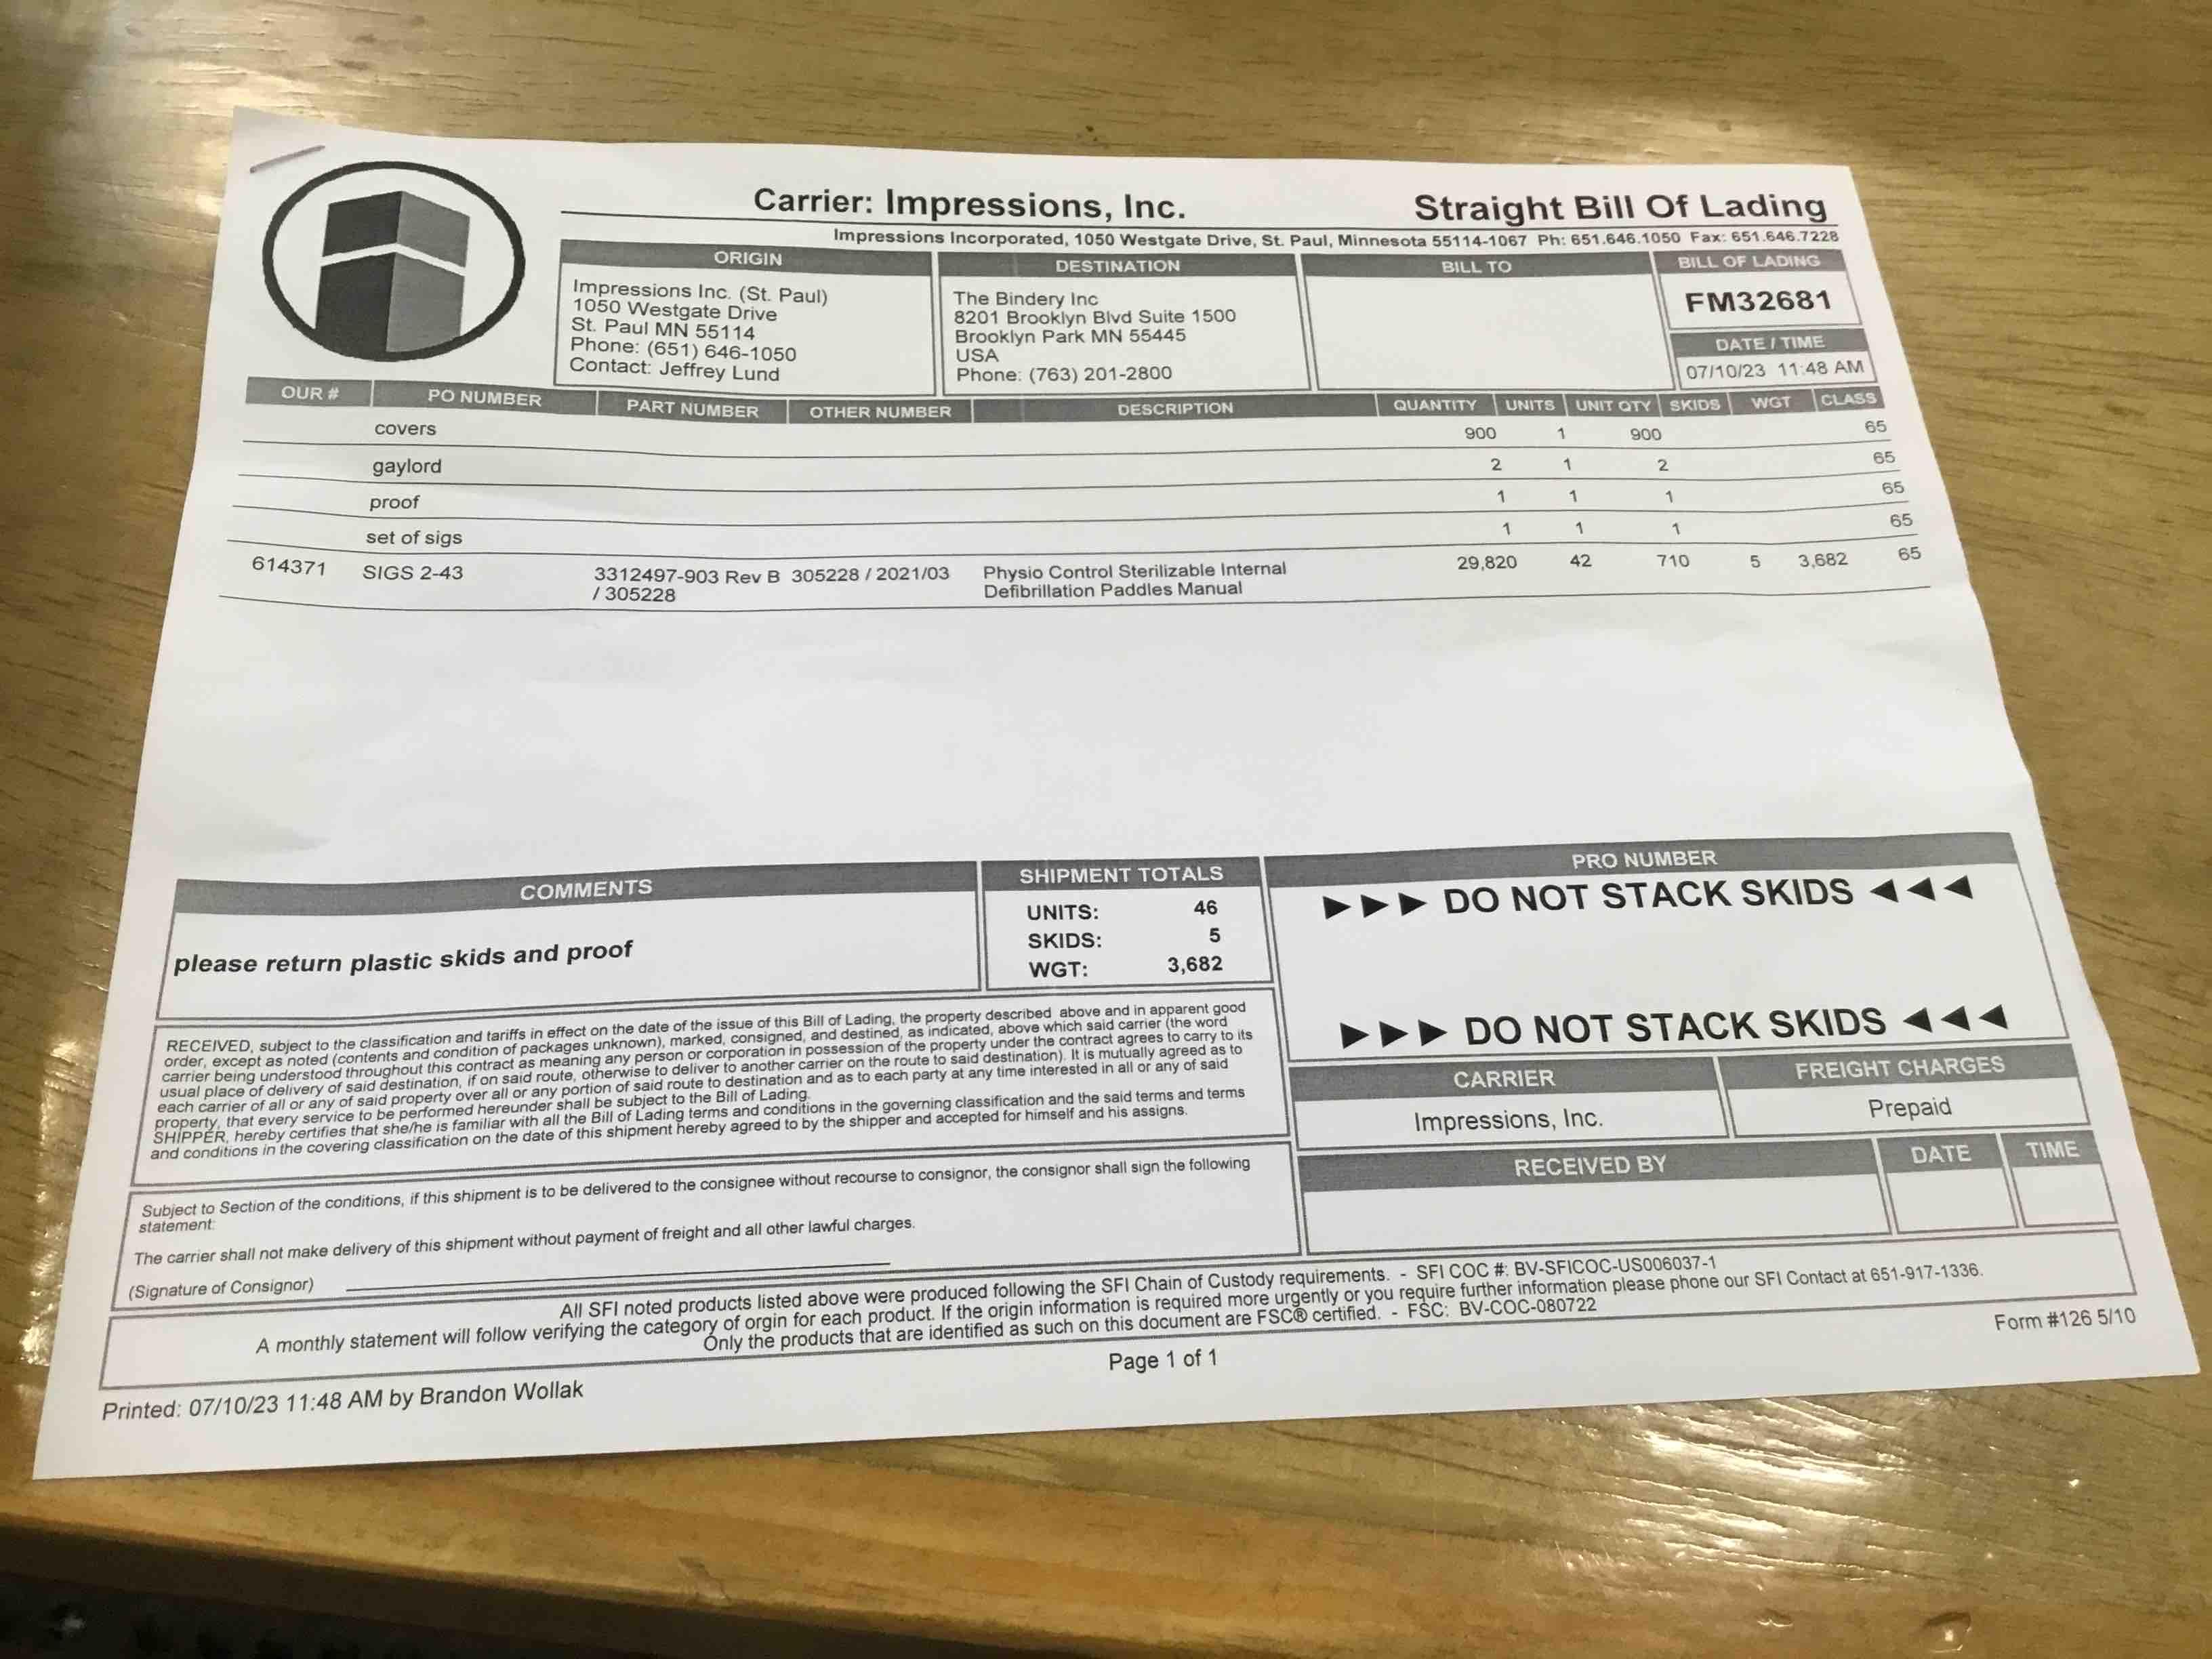 Carrier: Impressions, Inc.
Straight Bill Of Lading
Impressions Incorporated, 1050 Westgate Drive, St. Paul, Minnesota 55114-1067 Ph: 651.646.1050 Fax: 651.646.7228
ORIGIN
Impressions Inc. (St. Paul)
1050 Westgate Drive
St. Paul MN 55114
Phone: (651) 646-1050
Contact: Jeffrey Lund
DESTINATION
The Bindery Inc
8201 Brooklyn Blvd Suite 1500
Brooklyn Park MN 55445
USA
Phone: (763) 201-2800
BILL TO
BILL OF LADING
FM32681
DATE / TIME
07/10/23 11:48 AM
OUR # PO NUMBER PART NUMBER OTHER NUMBER DESCRIPTION QUANTITY UNITS UNIT QTY SKIDS WGT CLASS
covers 900 1 900 65
gaylord 2 1 2 65
proof 1 1 1 65
set of sigs 1 1 1 65
614371 SIGS 2-43 3312497-903 Rev B 305228 / 2021/03 Physio Control Sterilizable Internal 29,820 42 710 5 3,682 65
/ 305228 Defibrillation Paddles Manual
COMMENTS
please return plastic skids and proof
SHIPMENT TOTALS
UNITS: 46
SKIDS: 5
WGT: 3,682
PRO NUMBER
▶▶▶ DO NOT STACK SKIDS ◀◀◀
▶▶▶ DO NOT STACK SKIDS ◀◀◀
RECEIVED, subject to the classification and tariffs in effect on the date of the issue of this Bill of Lading, the property described above and in apparent good
order, except as noted (contents and condition of packages unknown), marked, consigned, and destined, as indicated, above which said carrier (the word
carrier being understood throughout this contract as meaning any person or corporation in possession of the property under the contract agrees to carry to its
usual place of delivery of said destination, if on said route, otherwise to deliver to another carrier on the route to said destination). It is mutually agreed as to
each carrier of all or any of said property over all or any portion of said route to destination and as to each party at any time interested in all or any of said
property, that every service to be performed hereunder shall be subject to the Bill of Lading.
SHIPPER, hereby certifies that she/he is familiar with all the Bill of Lading terms and conditions in the governing classification and the said terms and terms
and conditions in the covering classification on the date of this shipment hereby agreed to by the shipper and accepted for himself and his assigns.
CARRIER
Impressions, Inc.
FREIGHT CHARGES
Prepaid
RECEIVED BY
DATE
TIME
Subject to Section of the conditions, if this shipment is to be delivered to the consignee without recourse to consignor, the consignor shall sign the following
statement:
The carrier shall not make delivery of this shipment without payment of freight and all other lawful charges.
(Signature of Consignor)
All SFI noted products listed above were produced following the SFI Chain of Custody requirements. - SFI COC #: BV-SFICOC-US006037-1
A monthly statement will follow verifying the category of orgin for each product. If the origin information is required more urgently or you require further information please phone our SFI Contact at 651-917-1336.
Only the products that are identified as such on this document are FSC® certified. - FSC: BV-COC-080722
Form #126 5/10
Page 1 of 1
Printed: 07/10/23 11:48 AM by Brandon Wollak